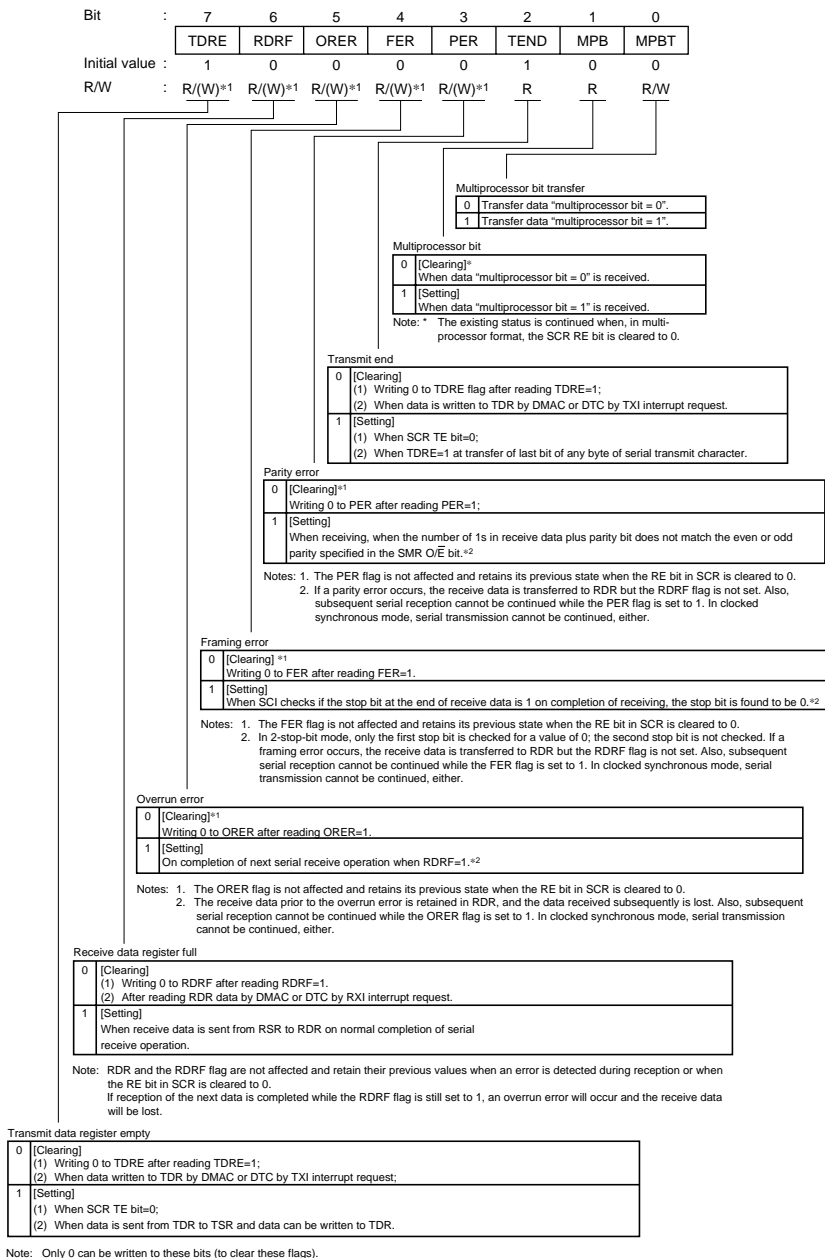 Bit : 7 6 5 4 3 2 1 0
TDRE RDRF ORER FER PER TEND MPB MPBT
Initial value : 1 0 0 0 0 1 0 0
R/W : R/(W)*1 R/(W)*1 R/(W)*1 R/(W)*1 R/(W)*1 R R R/W
Multiprocessor bit transfer
0 Transfer data “multiprocessor bit = 0”.
1 Transfer data “multiprocessor bit = 1”.
Multiprocessor bit
0 [Clearing]*
When data “multiprocessor bit = 0” is received.
1 [Setting]
When data “multiprocessor bit = 1” is received.
Note: * The existing status is continued when, in multi-
processor format, the SCR RE bit is cleared to 0.
Transmit end
0 [Clearing]
(1) Writing 0 to TDRE flag after reading TDRE=1;
(2) When data is written to TDR by DMAC or DTC by TXI interrupt request.
1 [Setting]
(1) When SCR TE bit=0;
(2) When TDRE=1 at transfer of last bit of any byte of serial transmit character.
Parity error
0 [Clearing]*1
Writing 0 to PER after reading PER=1;
1 [Setting]
When receiving, when the number of 1s in receive data plus parity bit does not match the even or odd
parity specified in the SMR O/E̅ bit.*2
Notes: 1. The PER flag is not affected and retains its previous state when the RE bit in SCR is cleared to 0.
2. If a parity error occurs, the receive data is transferred to RDR but the RDRF flag is not set. Also,
subsequent serial reception cannot be continued while the PER flag is set to 1. In clocked
synchronous mode, serial transmission cannot be continued, either.
Framing error
0 [Clearing] *1
Writing 0 to FER after reading FER=1.
1 [Setting]
When SCI checks if the stop bit at the end of receive data is 1 on completion of receiving, the stop bit is found to be 0.*2
Notes: 1. The FER flag is not affected and retains its previous state when the RE bit in SCR is cleared to 0.
2. In 2-stop-bit mode, only the first stop bit is checked for a value of 0; the second stop bit is not checked. If a
framing error occurs, the receive data is transferred to RDR but the RDRF flag is not set. Also, subsequent
serial reception cannot be continued while the FER flag is set to 1. In clocked synchronous mode, serial
transmission cannot be continued, either.
Overrun error
0 [Clearing]*1
Writing 0 to ORER after reading ORER=1.
1 [Setting]
On completion of next serial receive operation when RDRF=1.*2
Notes: 1. The ORER flag is not affected and retains its previous state when the RE bit in SCR is cleared to 0.
2. The receive data prior to the overrun error is retained in RDR, and the data received subsequently is lost. Also, subsequent
serial reception cannot be continued while the ORER flag is set to 1. In clocked synchronous mode, serial transmission
cannot be continued, either.
Receive data register full
0 [Clearing]
(1) Writing 0 to RDRF after reading RDRF=1.
(2) After reading RDR data by DMAC or DTC by RXI interrupt request.
1 [Setting]
When receive data is sent from RSR to RDR on normal completion of serial
receive operation.
Note: RDR and the RDRF flag are not affected and retain their previous values when an error is detected during reception or when
the RE bit in SCR is cleared to 0.
If reception of the next data is completed while the RDRF flag is still set to 1, an overrun error will occur and the receive data
will be lost.
Transmit data register empty
0 [Clearing]
(1) Writing 0 to TDRE after reading TDRE=1;
(2) When data written to TDR by DMAC or DTC by TXI interrupt request;
1 [Setting]
(1) When SCR TE bit=0;
(2) When data is sent from TDR to TSR and data can be written to TDR.
Note: Only 0 can be written to these bits (to clear these flags).